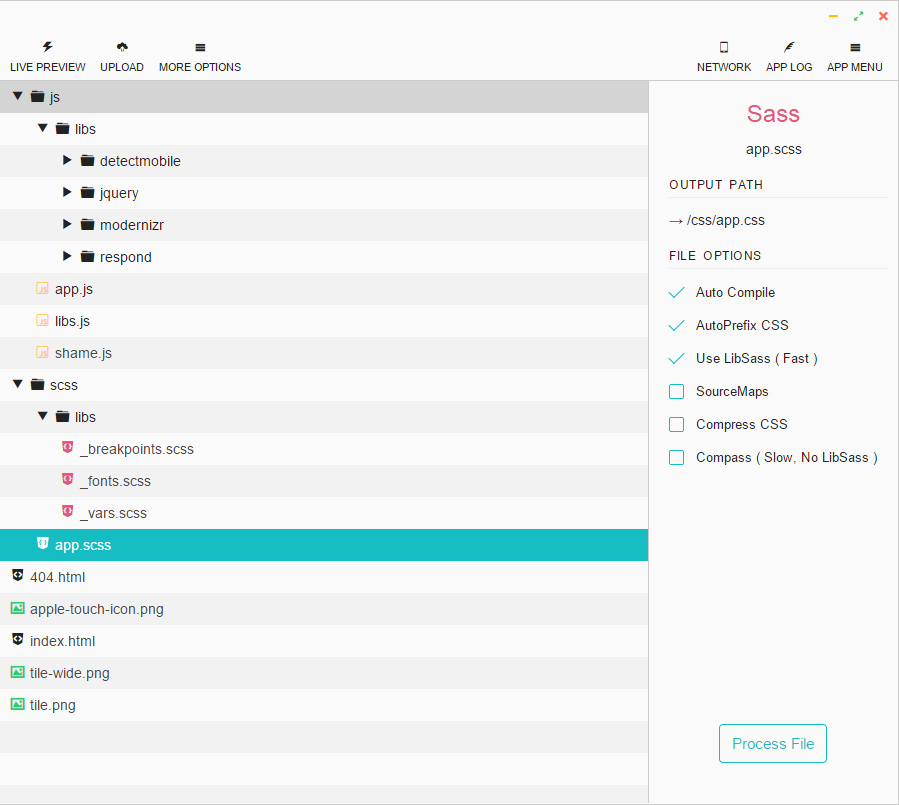 LIVE PREVIEW UPLOAD MORE OPTIONS NETWORK APP LOG APP MENU
js
libs
detectmobile
jquery
modernizr
respond
app.js
libs.js
shame.js
scss
libs
_breakpoints.scss
_fonts.scss
_vars.scss
app.scss
404.html
apple-touch-icon.png
index.html
tile-wide.png
tile.png
Sass
app.scss
OUTPUT PATH
→ /css/app.css
FILE OPTIONS
Auto Compile
AutoPrefix CSS
Use LibSass ( Fast )
SourceMaps
Compress CSS
Compass ( Slow, No LibSass )
Process File